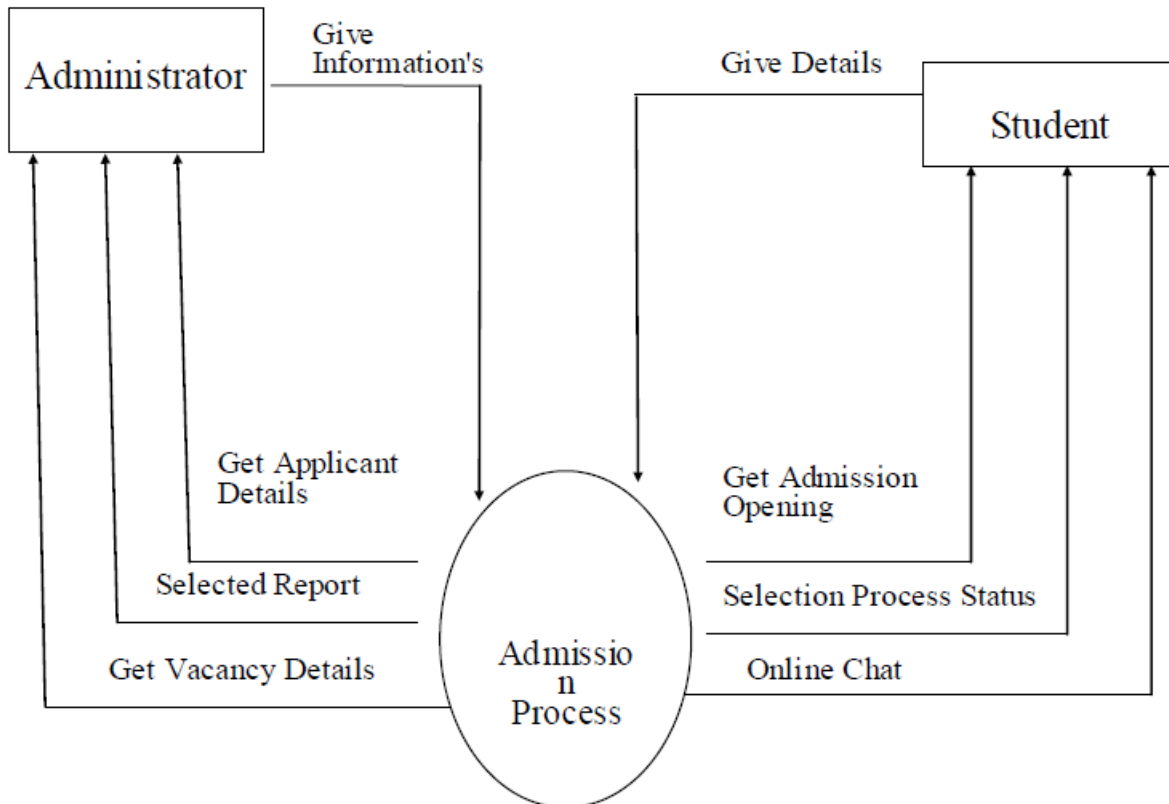 Administrator
Give
Information's
Give Details
Student
Get Applicant
Details
Get Admission
Opening
Selected Report
Selection Process Status
Get Vacancy Details
Online Chat
Admissio
n
Process